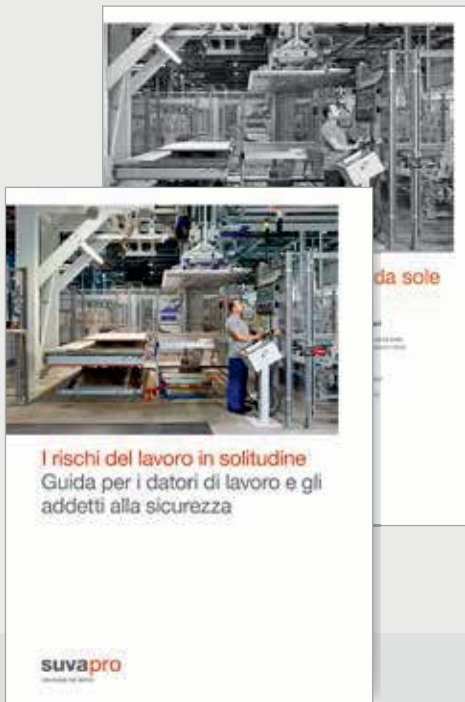 da sole
I rischi del lavoro in solitudine
Guida per i datori di lavoro e gli
addetti alla sicurezza
suvapro